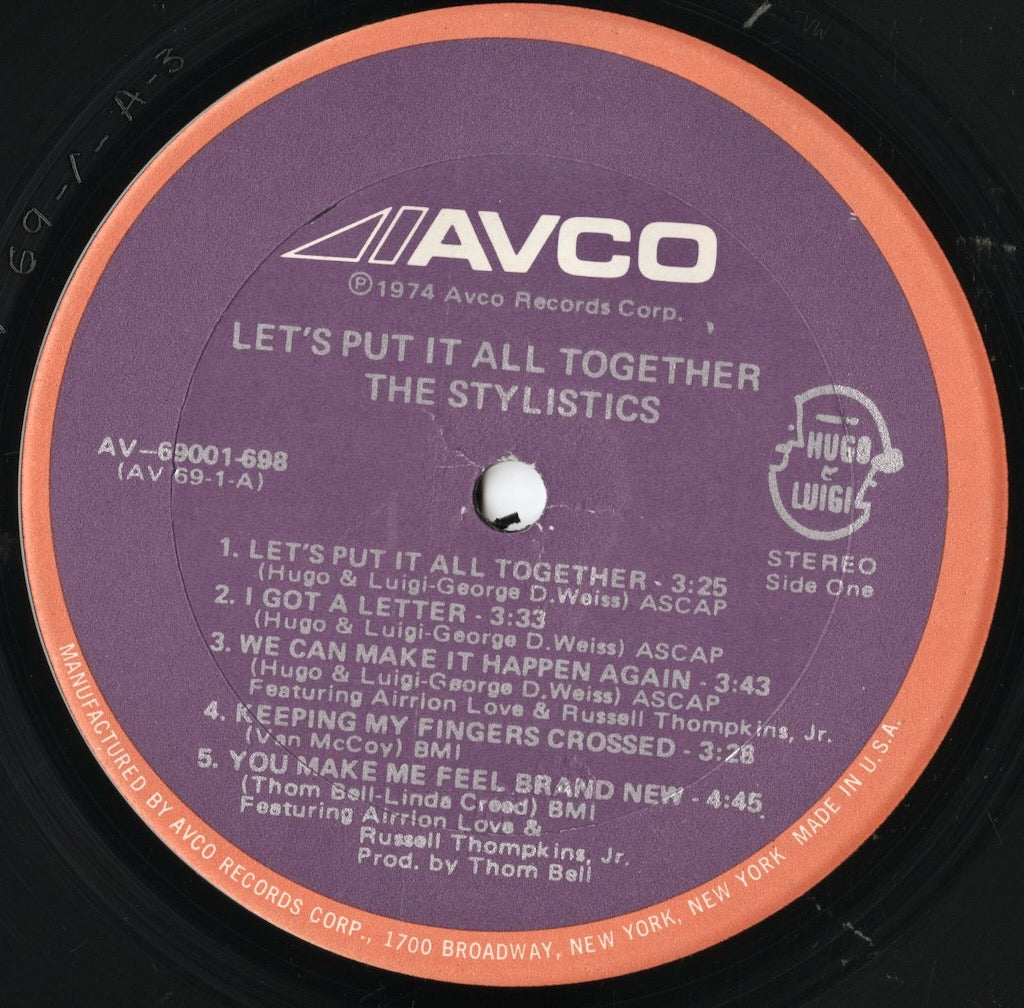 69-1-A-3
AVCO
Ⓟ1974 Avco Records Corp.
LET'S PUT IT ALL TOGETHER
THE STYLISTICS
AV-69001-698
(AV 69-1-A)
HUGO
&
LUIGI
STEREO
Side One
1. LET'S PUT IT ALL TOGETHER - 3:25
(Hugo & Luigi-George D.Weiss) ASCAP
2. I GOT A LETTER - 3:33
(Hugo & Luigi-George D.Weiss) ASCAP
3. WE CAN MAKE IT HAPPEN AGAIN - 3:43
(Hugo & Luigi-George D.Weiss) ASCAP
Featuring Airrion Love & Russell Thompkins, Jr.
4. KEEPING MY FINGERS CROSSED - 3:28
(Van McCoy) BMI
5. YOU MAKE ME FEEL BRAND NEW - 4:45
(Thom Bell-Linda Creed) BMI
Featuring Airrion Love &
Russell Thompkins, Jr.
Prod. by Thom Bell
MANUFACTURED BY AVCO RECORDS CORP., 1700 BROADWAY, NEW YORK, NEW YORK MADE IN U.S.A.